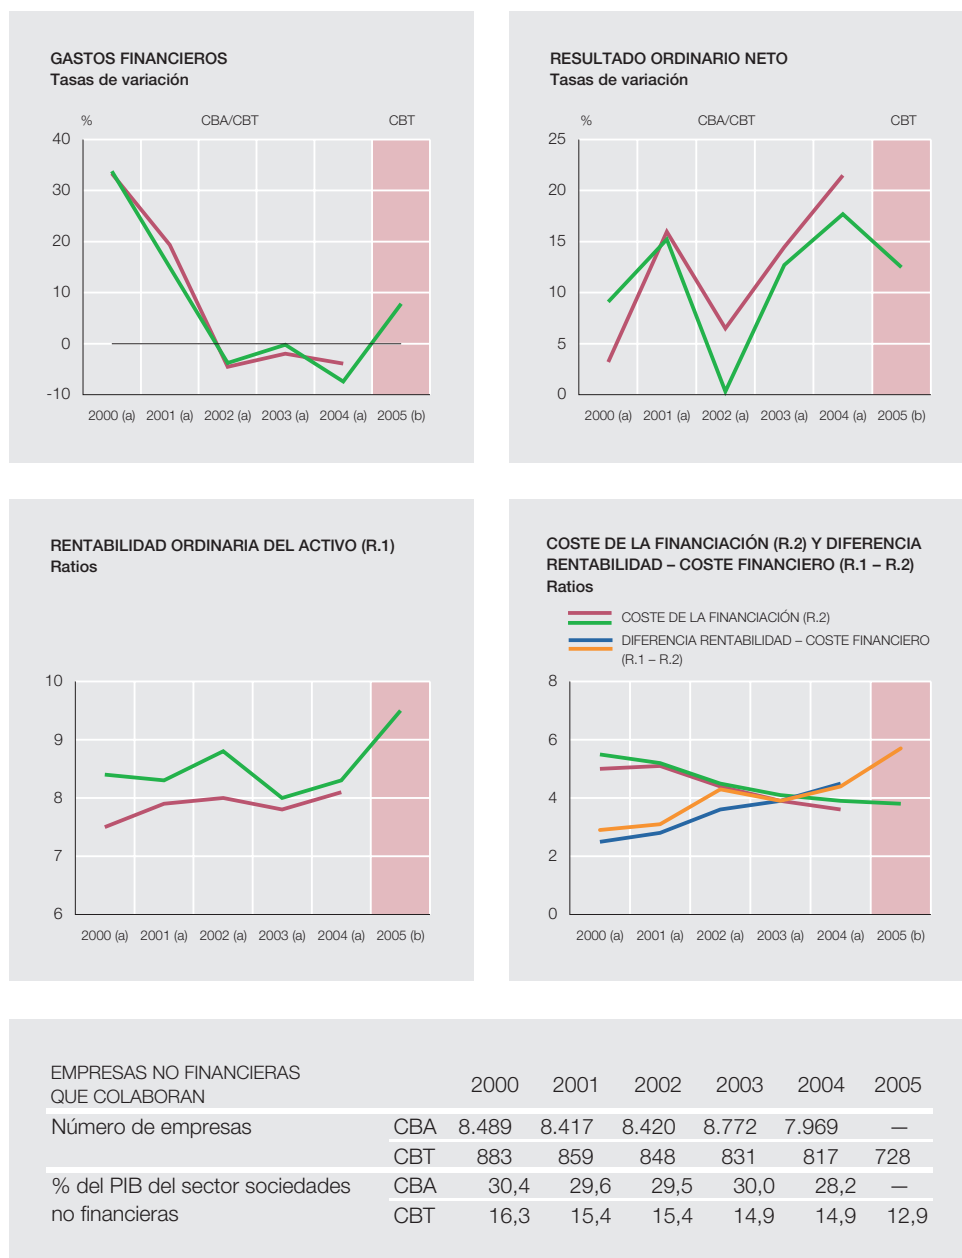 GASTOS FINANCIEROS
Tasas de variación
% CBA/CBT CBT
40
30
20
10
0
-10
2000 (a) 2001 (a) 2002 (a) 2003 (a) 2004 (a) 2005 (b)
RESULTADO ORDINARIO NETO
Tasas de variación
% CBA/CBT CBT
25
20
15
10
5
0
2000 (a) 2001 (a) 2002 (a) 2003 (a) 2004 (a) 2005 (b)
RENTABILIDAD ORDINARIA DEL ACTIVO (R.1)
Ratios
10
9
8
7
6
2000 (a) 2001 (a) 2002 (a) 2003 (a) 2004 (a) 2005 (b)
COSTE DE LA FINANCIACIÓN (R.2) Y DIFERENCIA
RENTABILIDAD – COSTE FINANCIERO (R.1 – R.2)
Ratios
COSTE DE LA FINANCIACIÓN (R.2)
DIFERENCIA RENTABILIDAD – COSTE FINANCIERO
(R.1 – R.2)
8
6
4
2
0
2000 (a) 2001 (a) 2002 (a) 2003 (a) 2004 (a) 2005 (b)
EMPRESAS NO FINANCIERAS
QUE COLABORAN 2000 2001 2002 2003 2004 2005
Número de empresas CBA 8.489 8.417 8.420 8.772 7.969 —
CBT 883 859 848 831 817 728
% del PIB del sector sociedades CBA 30,4 29,6 29,5 30,0 28,2 —
no financieras CBT 16,3 15,4 15,4 14,9 14,9 12,9